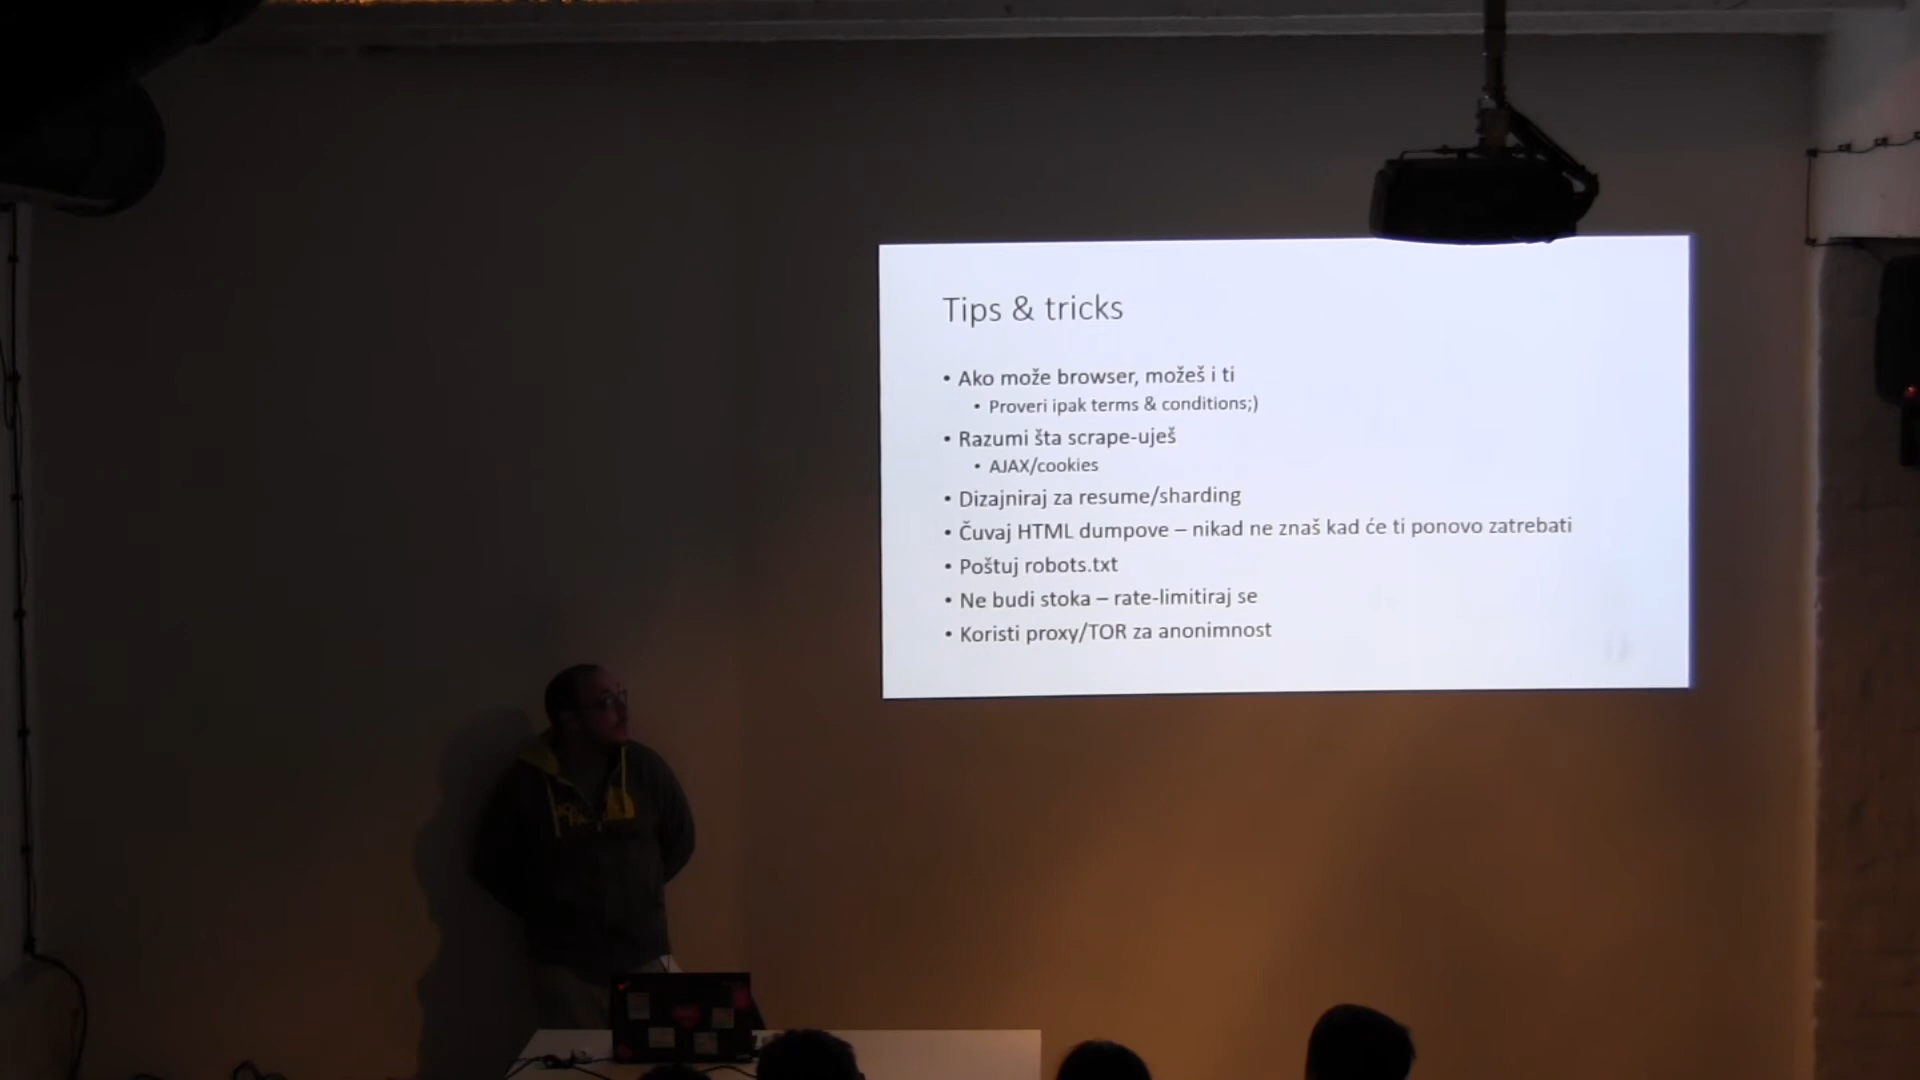 Tips & tricks
• Ako može browser, možeš i ti
• Proveri ipak terms & conditions;)
• Razumi šta scrape-uješ
• AJAX/cookies
• Dizajniraj za resume/sharding
• Čuvaj HTML dumpove – nikad ne znaš kad će ti ponovo zatrebati
• Poštuj robots.txt
• Ne budi stoka – rate-limitiraj se
• Koristi proxy/TOR za anonimnost